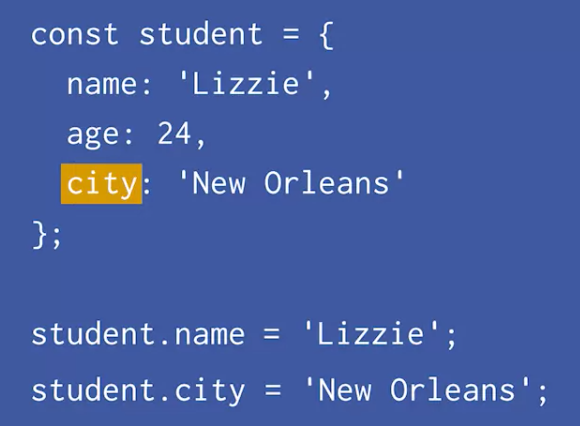 const student = {
  name: 'Lizzie',
  age: 24,
  city: 'New Orleans'
};
student.name = 'Lizzie';
student.city = 'New Orleans';